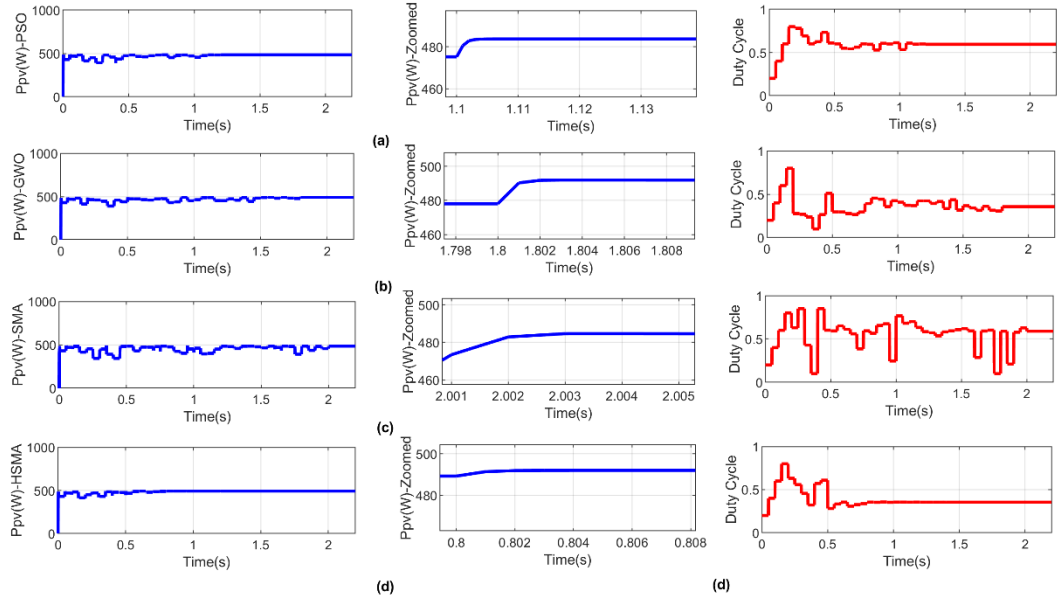 Ppv(W)-PSO
1000
500
0
0 0.5 1 1.5 2
Time(s)
Ppv(W)-Zoomed
480
460
1.1 1.11 1.12 1.13
Time(s)
Duty Cycle
1
0.5
0
0 0.5 1 1.5 2
Time(s)
(a)
Ppv(W)-GWO
1000
500
0
0 0.5 1 1.5 2
Time(s)
Ppv(W)-Zoomed
500
480
460
1.798 1.8 1.802 1.804 1.806 1.808
Time(s)
Duty Cycle
1
0.5
0
0 0.5 1 1.5 2
Time(s)
(b)
Ppv(W)-SMA
1000
500
0
0 0.5 1 1.5 2
Time(s)
Ppv(W)-Zoomed
500
480
460
2.001 2.002 2.003 2.004 2.005
Time(s)
Duty Cycle
1
0.5
0
0 0.5 1 1.5 2
Time(s)
(c)
Ppv(W)-HSMA
1000
500
0
0 0.5 1 1.5 2
Time(s)
Ppv(W)-Zoomed
500
480
0.8 0.802 0.804 0.806 0.808
Time(s)
Duty Cycle
1
0.5
0
0 0.5 1 1.5 2
Time(s)
(d)
(d)